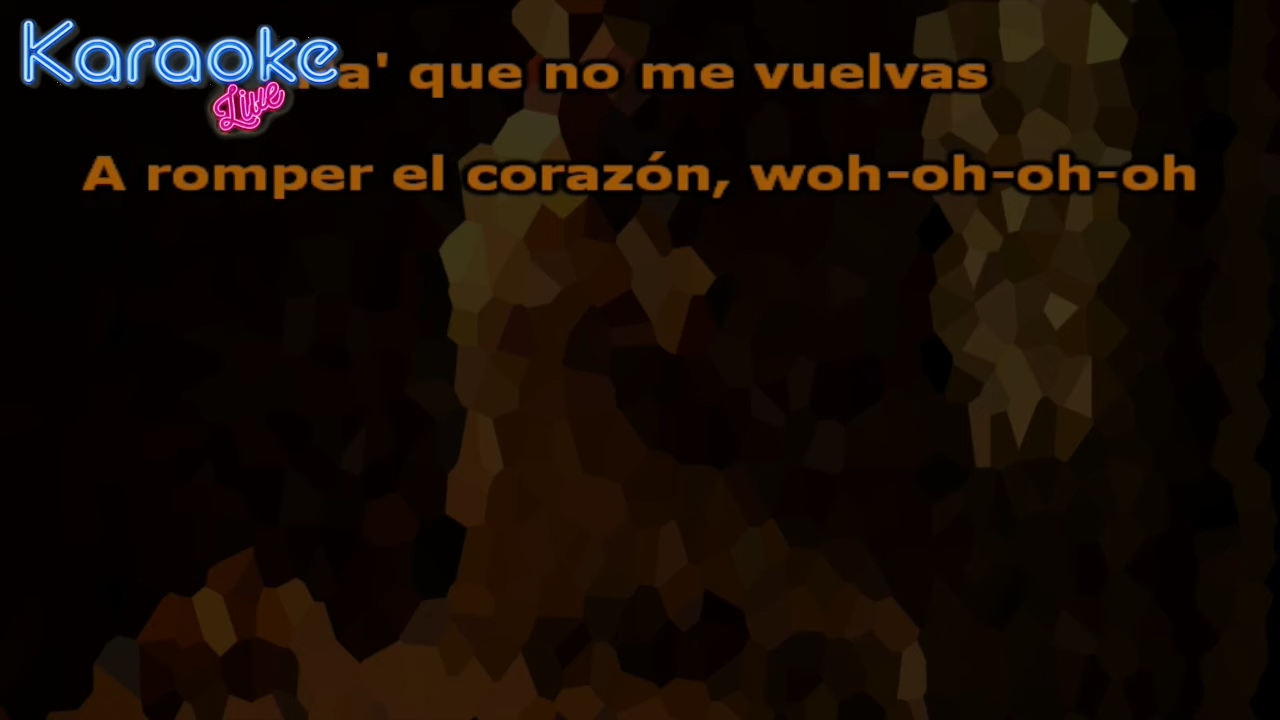 Karaoke
Live
a' que no me vuelvas
A romper el corazón, woh-oh-oh-oh